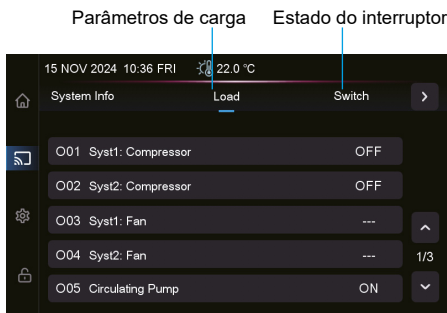 Parâmetros de carga Estado do interruptor
15 NOV 2024 10:36 FRI 22.0 ℃
System Info Load Switch
O01 Syst1: Compressor OFF
O02 Syst2: Compressor OFF
O03 Syst1: Fan ---
O04 Syst2: Fan ---
1/3
O05 Circulating Pump ON